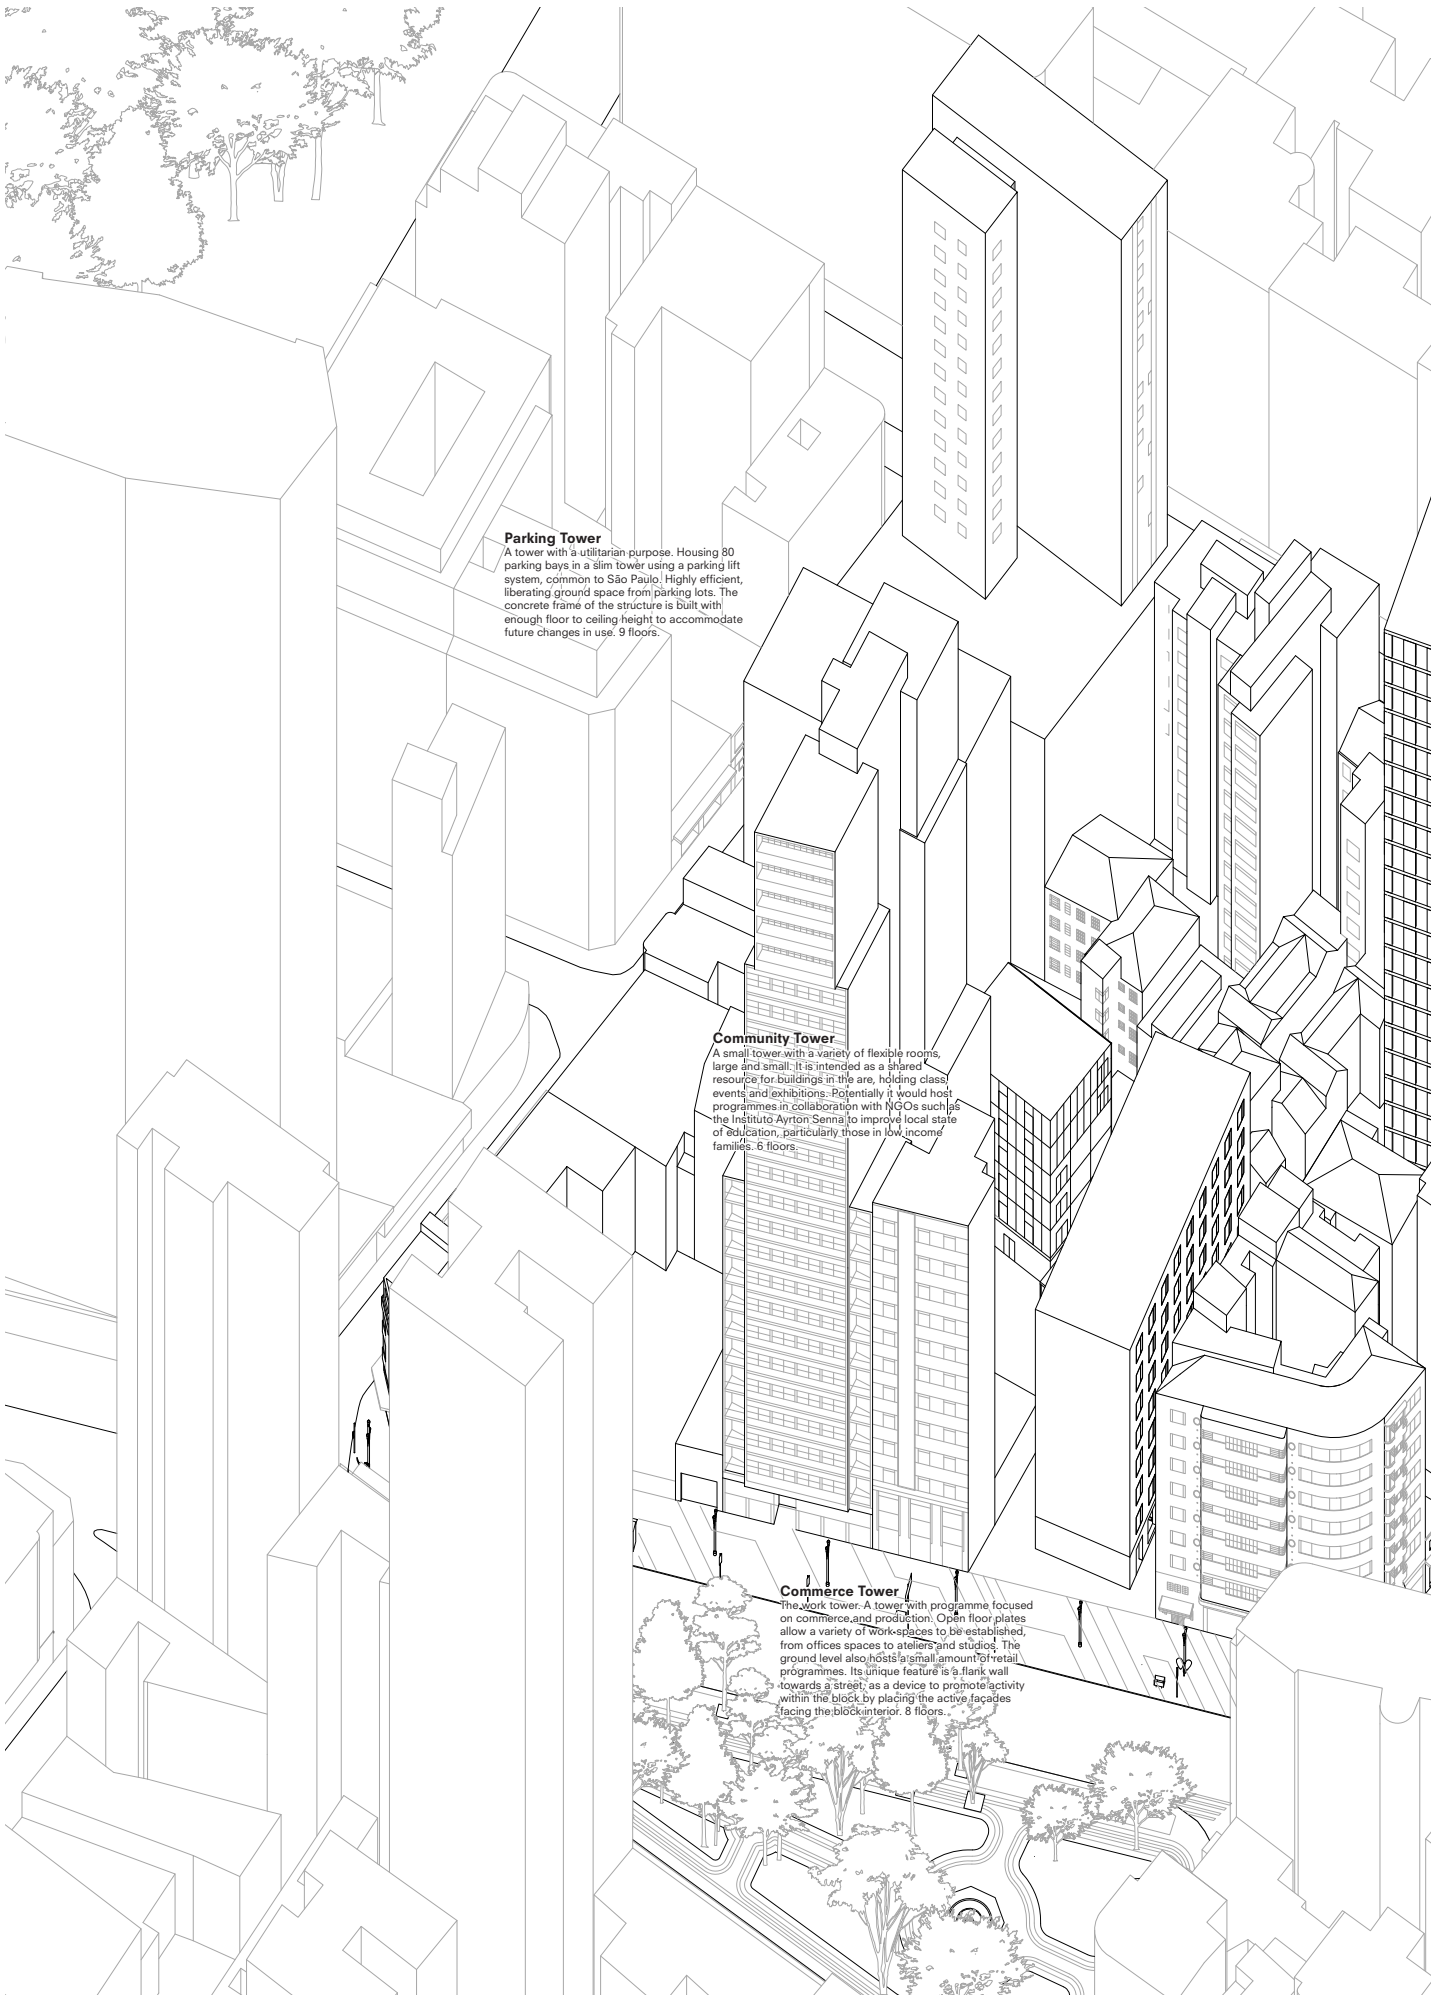 Parking Tower
A tower with a utilitarian purpose. Housing 80
parking bays in a slim tower using a parking lift
system, common to São Paulo. Highly efficient,
liberating ground space from parking lots. The
concrete frame of the structure is built with
enough floor to ceiling height to accommodate
future changes in use. 9 floors.
Community Tower
A small tower with a variety of flexible rooms,
large and small. It is intended as a shared
resource for buildings in the are, holding class,
events and exhibitions. Potentially it would host
programmes in collaboration with NGOs such as
the Instituto Ayrton Senna to improve local state
of education, particularly those in low income
families. 6 floors.
Commerce Tower
The work tower. A tower with programme focused
on commerce and production. Open floor plates
allow a variety of work spaces to be established,
from offices spaces to ateliers and studios. The
ground level also hosts a small amount of retail
programmes. Its unique feature is a flank wall
towards a street, as a device to promote activity
within the block by placing the active façades
facing the block interior. 8 floors.